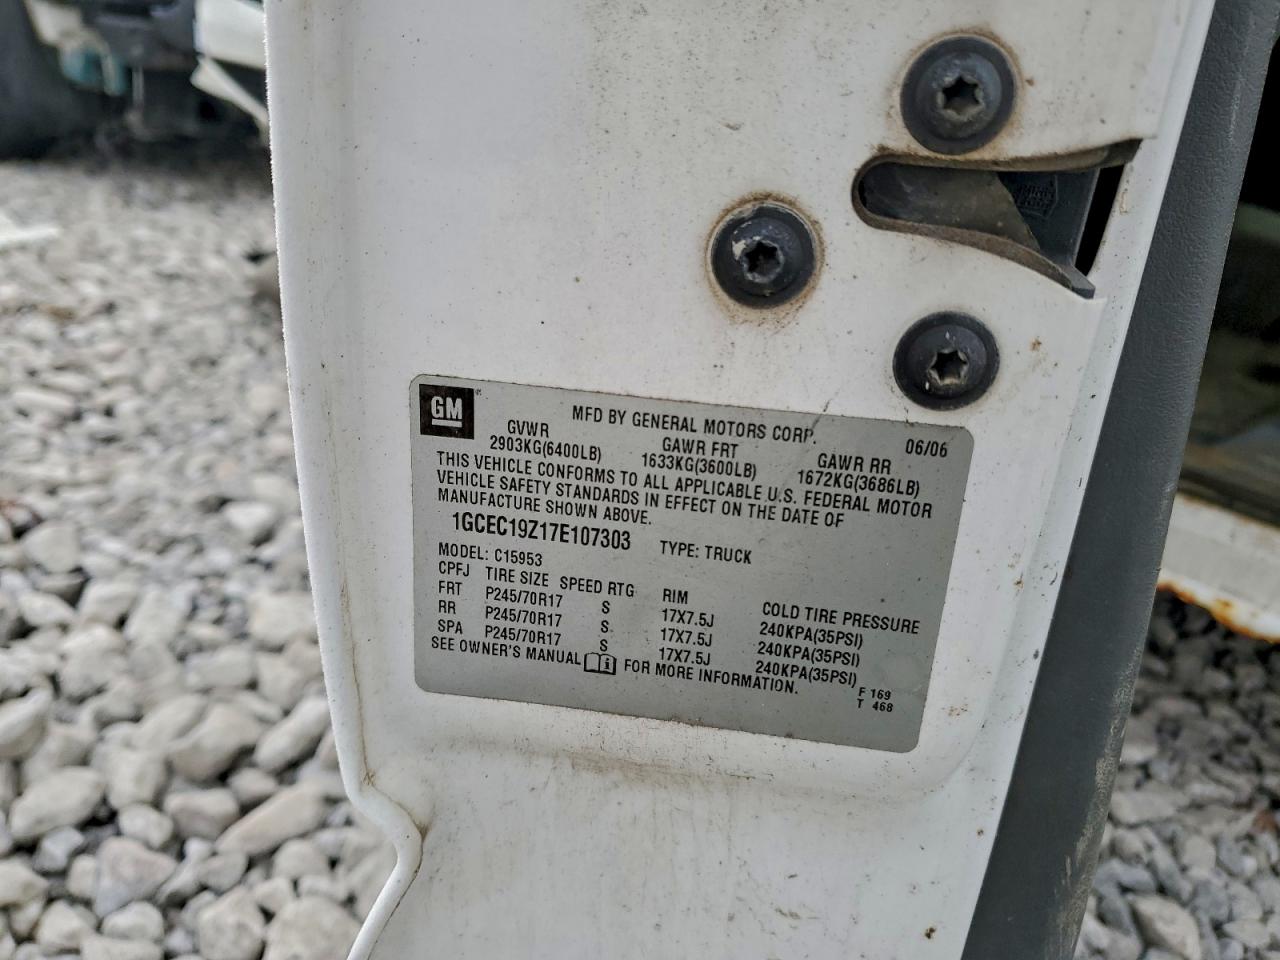 GM
MFD BY GENERAL MOTORS CORP. 06/06
GVWR GAWR FRT GAWR RR
2903KG(6400LB) 1633KG(3600LB) 1672KG(3686LB)
THIS VEHICLE CONFORMS TO ALL APPLICABLE U.S. FEDERAL MOTOR
VEHICLE SAFETY STANDARDS IN EFFECT ON THE DATE OF
MANUFACTURE SHOWN ABOVE.
1GCEC19Z17E107303 TYPE: TRUCK
MODEL: C15953
CPFJ TIRE SIZE SPEED RTG RIM COLD TIRE PRESSURE
FRT P245/70R17 S 17X7.5J 240KPA(35PSI)
RR P245/70R17 S 17X7.5J 240KPA(35PSI)
SPA P245/70R17 S 17X7.5J 240KPA(35PSI)
SEE OWNER'S MANUAL i FOR MORE INFORMATION.
F 169
T 468